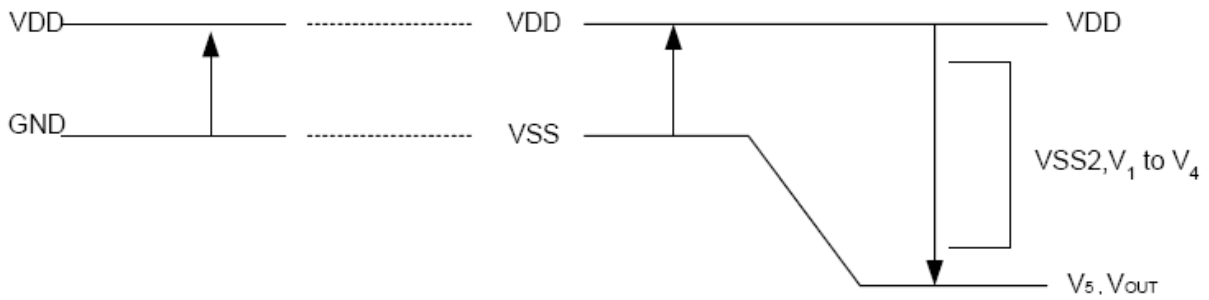 VDD VDD VDD
GND VSS
VSS2,V₁ to V₄
V₅, VOUT